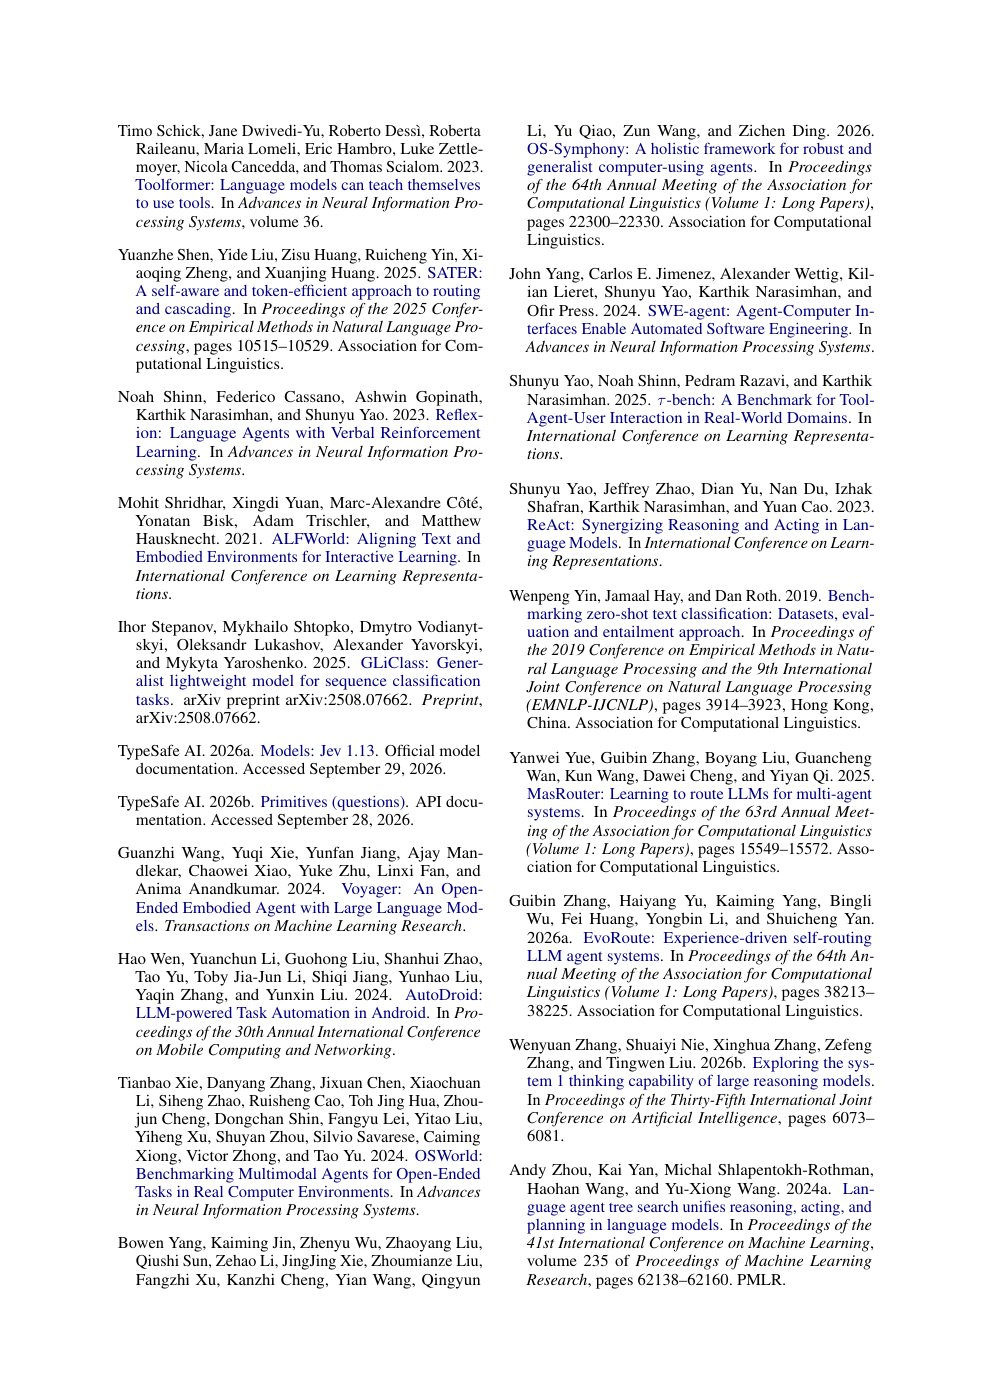 Timo Schick, Jane Dwivedi-Yu, Roberto Dessì, Roberta
Raileanu, Maria Lomeli, Eric Hambro, Luke Zettle-
moyer, Nicola Cancedda, and Thomas Scialom. 2023.
Toolformer: Language models can teach themselves
to use tools. In Advances in Neural Information Pro-
cessing Systems, volume 36.
Yuanzhe Shen, Yide Liu, Zisu Huang, Ruicheng Yin, Xi-
aoqing Zheng, and Xuanjing Huang. 2025. SATER:
A self-aware and token-efficient approach to routing
and cascading. In Proceedings of the 2025 Confer-
ence on Empirical Methods in Natural Language Pro-
cessing, pages 10515–10529. Association for Com-
putational Linguistics.
Noah Shinn, Federico Cassano, Ashwin Gopinath,
Karthik Narasimhan, and Shunyu Yao. 2023. Reflex-
ion: Language Agents with Verbal Reinforcement
Learning. In Advances in Neural Information Pro-
cessing Systems.
Mohit Shridhar, Xingdi Yuan, Marc-Alexandre Côté,
Yonatan Bisk, Adam Trischler, and Matthew
Hausknecht. 2021. ALFWorld: Aligning Text and
Embodied Environments for Interactive Learning. In
International Conference on Learning Representa-
tions.
Ihor Stepanov, Mykhailo Shtopko, Dmytro Vodianyt-
skyi, Oleksandr Lukashov, Alexander Yavorskyi,
and Mykyta Yaroshenko. 2025. GLiClass: Gener-
alist lightweight model for sequence classification
tasks. arXiv preprint arXiv:2508.07662. Preprint,
arXiv:2508.07662.
TypeSafe AI. 2026a. Models: Jev 1.13. Official model
documentation. Accessed September 29, 2026.
TypeSafe AI. 2026b. Primitives (questions). API docu-
mentation. Accessed September 28, 2026.
Guanzhi Wang, Yuqi Xie, Yunfan Jiang, Ajay Man-
dlekar, Chaowei Xiao, Yuke Zhu, Linxi Fan, and
Anima Anandkumar. 2024. Voyager: An Open-
Ended Embodied Agent with Large Language Mod-
els. Transactions on Machine Learning Research.
Hao Wen, Yuanchun Li, Guohong Liu, Shanhui Zhao,
Tao Yu, Toby Jia-Jun Li, Shiqi Jiang, Yunhao Liu,
Yaqin Zhang, and Yunxin Liu. 2024. AutoDroid:
LLM-powered Task Automation in Android. In Pro-
ceedings of the 30th Annual International Conference
on Mobile Computing and Networking.
Tianbao Xie, Danyang Zhang, Jixuan Chen, Xiaochuan
Li, Siheng Zhao, Ruisheng Cao, Toh Jing Hua, Zhou-
jun Cheng, Dongchan Shin, Fangyu Lei, Yitao Liu,
Yiheng Xu, Shuyan Zhou, Silvio Savarese, Caiming
Xiong, Victor Zhong, and Tao Yu. 2024. OSWorld:
Benchmarking Multimodal Agents for Open-Ended
Tasks in Real Computer Environments. In Advances
in Neural Information Processing Systems.
Bowen Yang, Kaiming Jin, Zhenyu Wu, Zhaoyang Liu,
Qiushi Sun, Zehao Li, JingJing Xie, Zhoumianze Liu,
Fangzhi Xu, Kanzhi Cheng, Yian Wang, Qingyun
Li, Yu Qiao, Zun Wang, and Zichen Ding. 2026.
OS-Symphony: A holistic framework for robust and
generalist computer-using agents. In Proceedings
of the 64th Annual Meeting of the Association for
Computational Linguistics (Volume 1: Long Papers),
pages 22300–22330. Association for Computational
Linguistics.
John Yang, Carlos E. Jimenez, Alexander Wettig, Kil-
ian Lieret, Shunyu Yao, Karthik Narasimhan, and
Ofir Press. 2024. SWE-agent: Agent-Computer In-
terfaces Enable Automated Software Engineering. In
Advances in Neural Information Processing Systems.
Shunyu Yao, Noah Shinn, Pedram Razavi, and Karthik
Narasimhan. 2025. τ-bench: A Benchmark for Tool-
Agent-User Interaction in Real-World Domains. In
International Conference on Learning Representa-
tions.
Shunyu Yao, Jeffrey Zhao, Dian Yu, Nan Du, Izhak
Shafran, Karthik Narasimhan, and Yuan Cao. 2023.
ReAct: Synergizing Reasoning and Acting in Lan-
guage Models. In International Conference on Learn-
ing Representations.
Wenpeng Yin, Jamaal Hay, and Dan Roth. 2019. Bench-
marking zero-shot text classification: Datasets, eval-
uation and entailment approach. In Proceedings of
the 2019 Conference on Empirical Methods in Natu-
ral Language Processing and the 9th International
Joint Conference on Natural Language Processing
(EMNLP-IJCNLP), pages 3914–3923, Hong Kong,
China. Association for Computational Linguistics.
Yanwei Yue, Guibin Zhang, Boyang Liu, Guancheng
Wan, Kun Wang, Dawei Cheng, and Yiyan Qi. 2025.
MasRouter: Learning to route LLMs for multi-agent
systems. In Proceedings of the 63rd Annual Meet-
ing of the Association for Computational Linguistics
(Volume 1: Long Papers), pages 15549–15572. Asso-
ciation for Computational Linguistics.
Guibin Zhang, Haiyang Yu, Kaiming Yang, Bingli
Wu, Fei Huang, Yongbin Li, and Shuicheng Yan.
2026a. EvoRoute: Experience-driven self-routing
LLM agent systems. In Proceedings of the 64th An-
nual Meeting of the Association for Computational
Linguistics (Volume 1: Long Papers), pages 38213–
38225. Association for Computational Linguistics.
Wenyuan Zhang, Shuaiyi Nie, Xinghua Zhang, Zefeng
Zhang, and Tingwen Liu. 2026b. Exploring the sys-
tem 1 thinking capability of large reasoning models.
In Proceedings of the Thirty-Fifth International Joint
Conference on Artificial Intelligence, pages 6073–
6081.
Andy Zhou, Kai Yan, Michal Shlapentokh-Rothman,
Haohan Wang, and Yu-Xiong Wang. 2024a. Lan-
guage agent tree search unifies reasoning, acting, and
planning in language models. In Proceedings of the
41st International Conference on Machine Learning,
volume 235 of Proceedings of Machine Learning
Research, pages 62138–62160. PMLR.